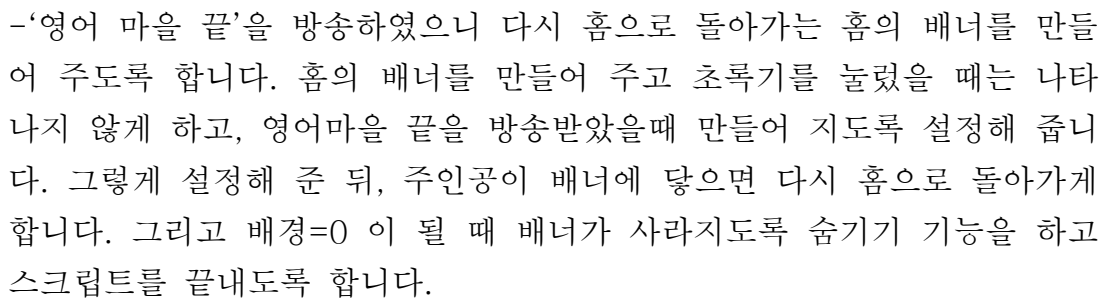 -‘영어 마을 끝’을 방송하였으니 다시 홈으로 돌아가는 홈의 배너를 만들
어 주도록 합니다. 홈의 배너를 만들어 주고 초록기를 눌렀을 때는 나타
나지 않게 하고, 영어마을 끝을 방송받았을때 만들어 지도록 설정해 줍니
다. 그렇게 설정해 준 뒤, 주인공이 배너에 닿으면 다시 홈으로 돌아가게
합니다. 그리고 배경=0 이 될 때 배너가 사라지도록 숨기기 기능을 하고
스크립트를 끝내도록 합니다.